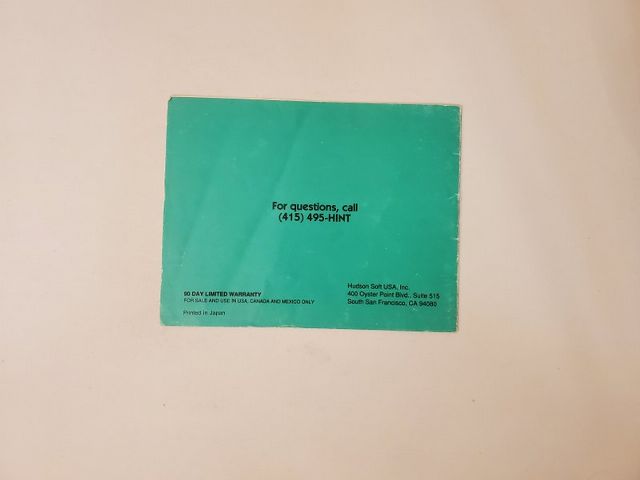 For questions, call
(415) 495-HINT
90 DAY LIMITED WARRANTY
FOR SALE AND USE IN USA, CANADA AND MEXICO ONLY
Printed in Japan
Hudson Soft USA, Inc.
400 Oyster Point Blvd., Suite 515
South San Francisco, CA 94080